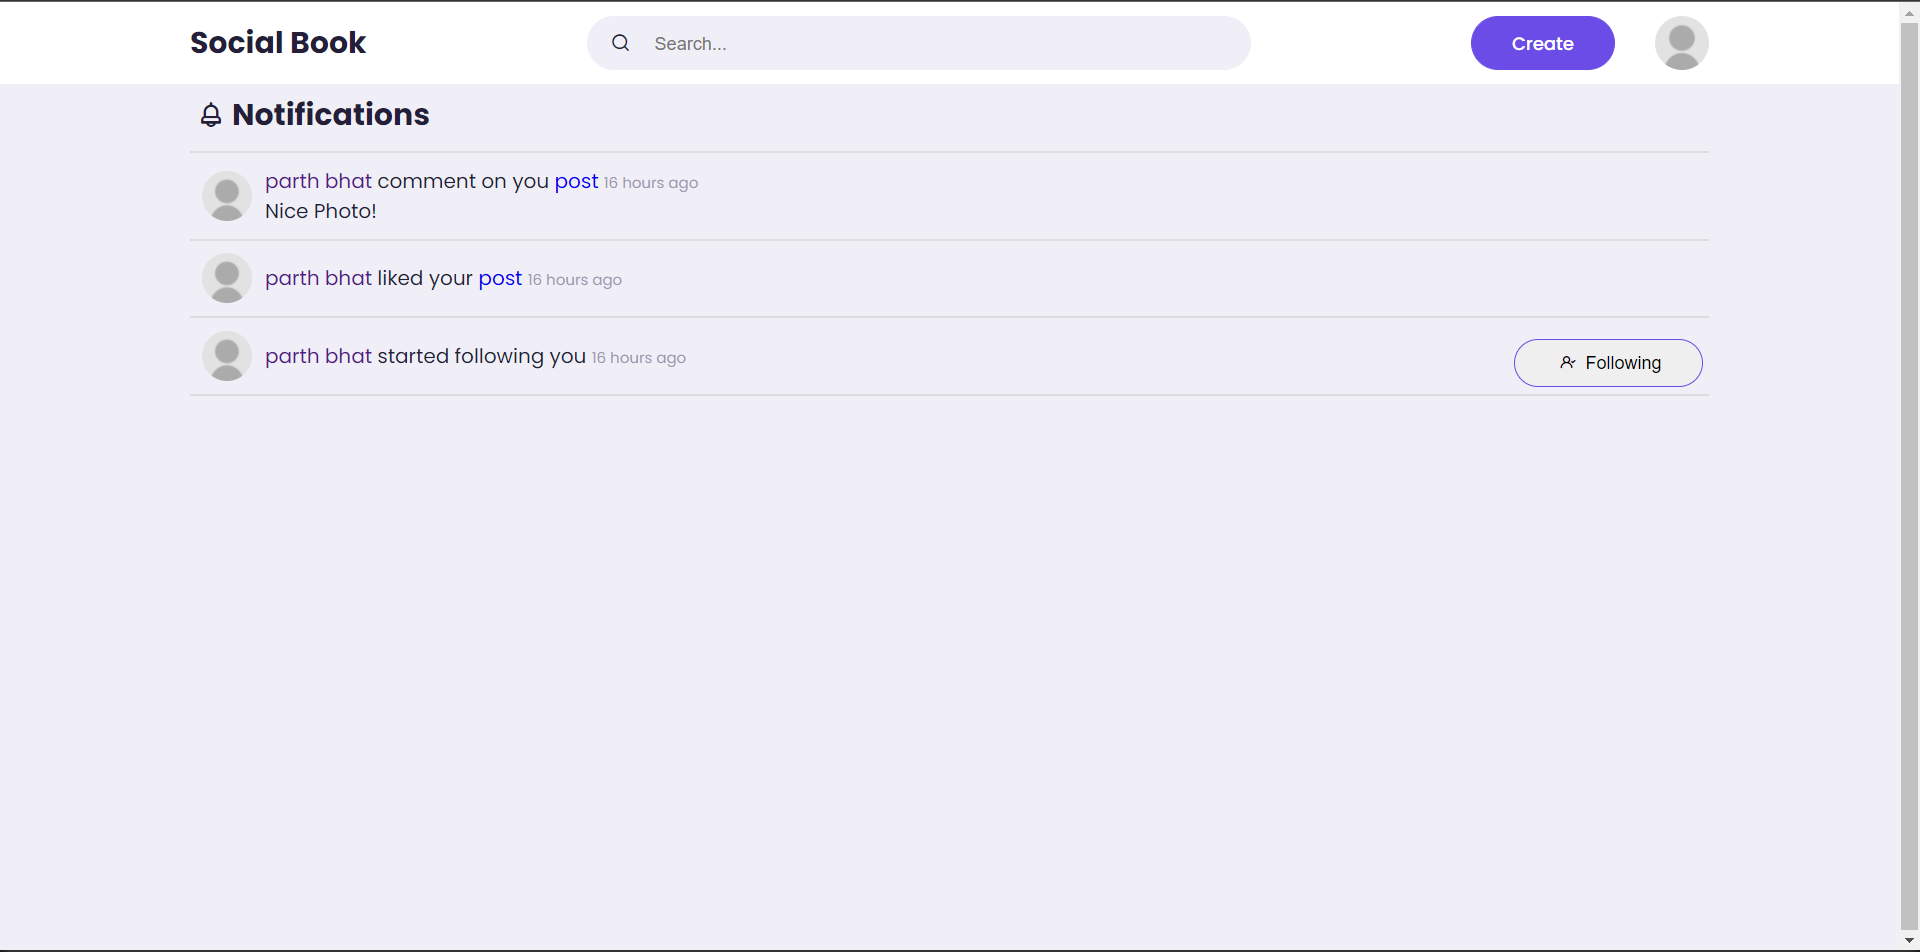 Social Book
Search...
Create
Notifications
parth bhat comment on you post 16 hours ago
Nice Photo!
parth bhat liked your post 16 hours ago
parth bhat started following you 16 hours ago
Following